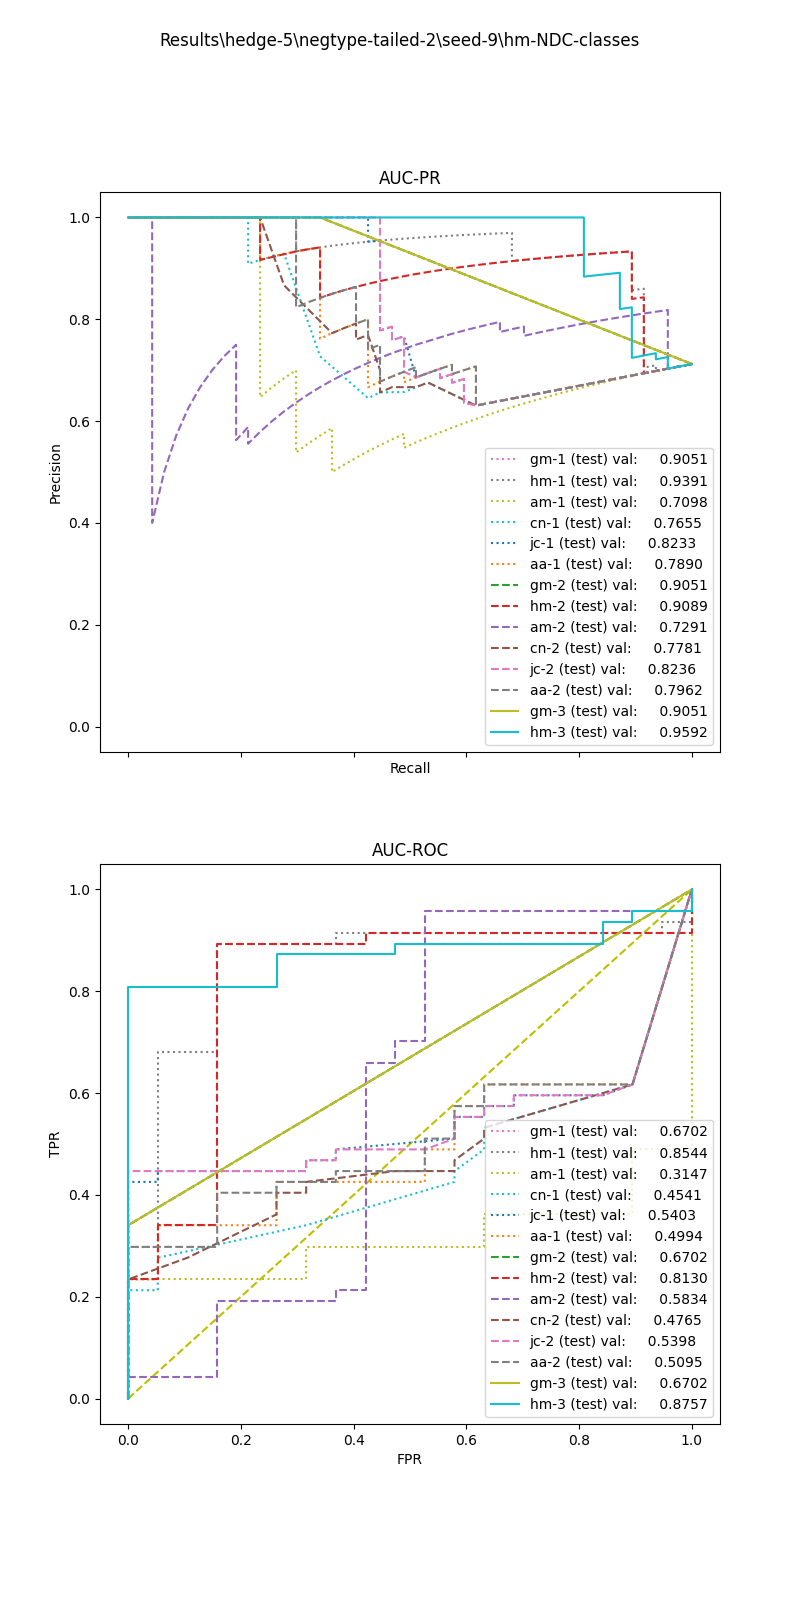 Results\hedge-5\negtype-tailed-2\seed-9\hm-NDC-classes
AUC-PR
1.0
0.8
0.6
0.4
0.2
0.0
Precision
gm-1 (test) val: 0.9051
hm-1 (test) val: 0.9391
am-1 (test) val: 0.7098
cn-1 (test) val: 0.7655
jc-1 (test) val: 0.8233
aa-1 (test) val: 0.7890
gm-2 (test) val: 0.9051
hm-2 (test) val: 0.9089
am-2 (test) val: 0.7291
cn-2 (test) val: 0.7781
jc-2 (test) val: 0.8236
aa-2 (test) val: 0.7962
gm-3 (test) val: 0.9051
hm-3 (test) val: 0.9592
Recall
AUC-ROC
1.0
0.8
0.6
0.4
0.2
0.0
TPR
gm-1 (test) val: 0.6702
hm-1 (test) val: 0.8544
am-1 (test) val: 0.3147
cn-1 (test) val: 0.4541
jc-1 (test) val: 0.5403
aa-1 (test) val: 0.4994
gm-2 (test) val: 0.6702
hm-2 (test) val: 0.8130
am-2 (test) val: 0.5834
cn-2 (test) val: 0.4765
jc-2 (test) val: 0.5398
aa-2 (test) val: 0.5095
gm-3 (test) val: 0.6702
hm-3 (test) val: 0.8757
0.0 0.2 0.4 0.6 0.8 1.0
FPR